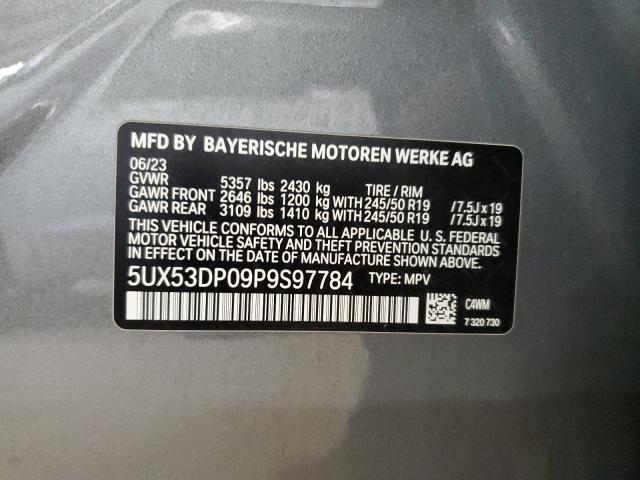 MFD BY BAYERISCHE MOTOREN WERKE AG
06/23
GVWR 5357 lbs 2430 kg TIRE / RIM
GAWR FRONT 2646 lbs 1200 kg WITH 245/50 R19 /7.5J x 19
GAWR REAR 3109 lbs 1410 kg WITH 245/50 R19 /7.5J x 19
THIS VEHICLE CONFORMS TO ALL APPLICABLE U.S. FEDERAL
MOTOR VEHICLE SAFETY AND THEFT PREVENTION STANDARDS
IN EFFECT ON THE DATE OF MANUFACTURE SHOWN ABOVE.
5UX53DP09P9S97784 TYPE: MPV
C4WM
7 320 730